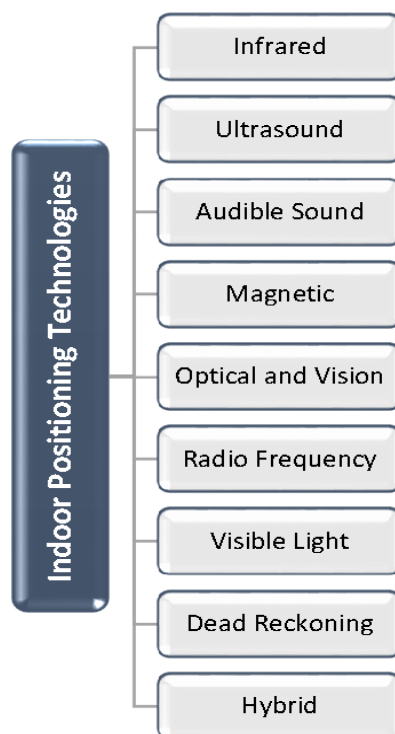 Indoor Positioning Technologies
Infrared
Ultrasound
Audible Sound
Magnetic
Optical and Vision
Radio Frequency
Visible Light
Dead Reckoning
Hybrid